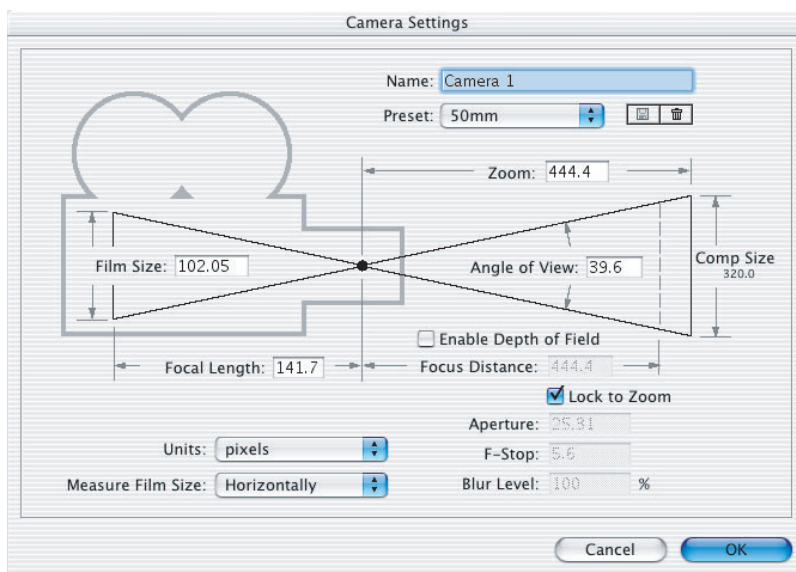 Camera Settings
Name: Camera 1
Preset: 50mm
Zoom: 444.4
Film Size: 102.05
Angle of View: 39.6
Comp Size
320.0
Enable Depth of Field
Focal Length: 141.7
Focus Distance: 444.4
Lock to Zoom
Aperture: 25.31
Units: pixels
F-Stop: 5.6
Measure Film Size: Horizontally
Blur Level: 100 %
Cancel
OK